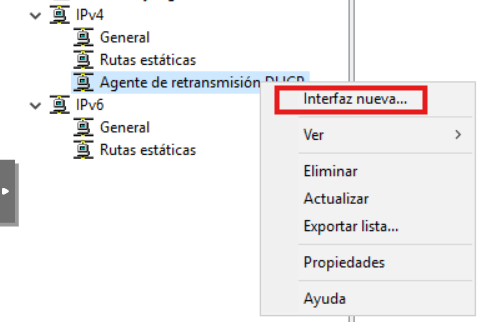 IPv4
General
Rutas estáticas
Agente de retransmisión DHCP
IPv6
General
Rutas estáticas
Interfaz nueva...
Ver
Eliminar
Actualizar
Exportar lista...
Propiedades
Ayuda